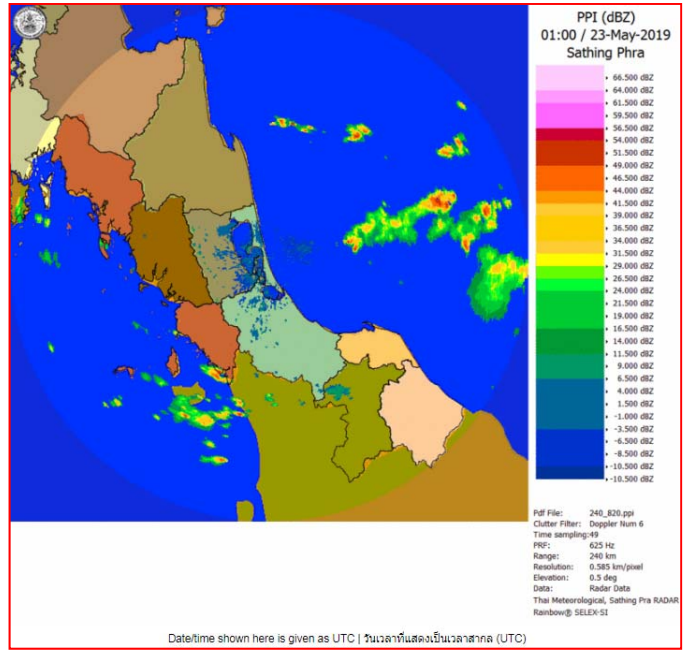 PPI (dBZ)
01:00 / 23-May-2019
Sathing Phra
66.500 dBZ
64.000 dBZ
61.500 dBZ
59.500 dBZ
56.500 dBZ
54.000 dBZ
51.500 dBZ
49.000 dBZ
46.500 dBZ
44.000 dBZ
41.500 dBZ
39.000 dBZ
36.500 dBZ
34.000 dBZ
31.500 dBZ
29.000 dBZ
26.500 dBZ
24.000 dBZ
21.500 dBZ
19.000 dBZ
16.500 dBZ
14.000 dBZ
11.500 dBZ
9.000 dBZ
6.500 dBZ
4.000 dBZ
1.500 dBZ
-1.000 dBZ
-3.500 dBZ
-6.500 dBZ
-8.500 dBZ
-10.500 dBZ
-10.500 dBZ
Pdf File: 240_820.ppi
Clutter Filter: Doppler Num 6
Time sampling:49
PRF: 625 Hz
Range: 240 km
Resolution: 0.585 km/pixel
Elevation: 0.5 deg
Data: Radar Data
Thai Meteorological, Sathing Pra RADAR
Rainbow® SELEX-SI
Date/time shown here is given as UTC | วันเวลาที่แสดงเป็นเวลาสากล (UTC)